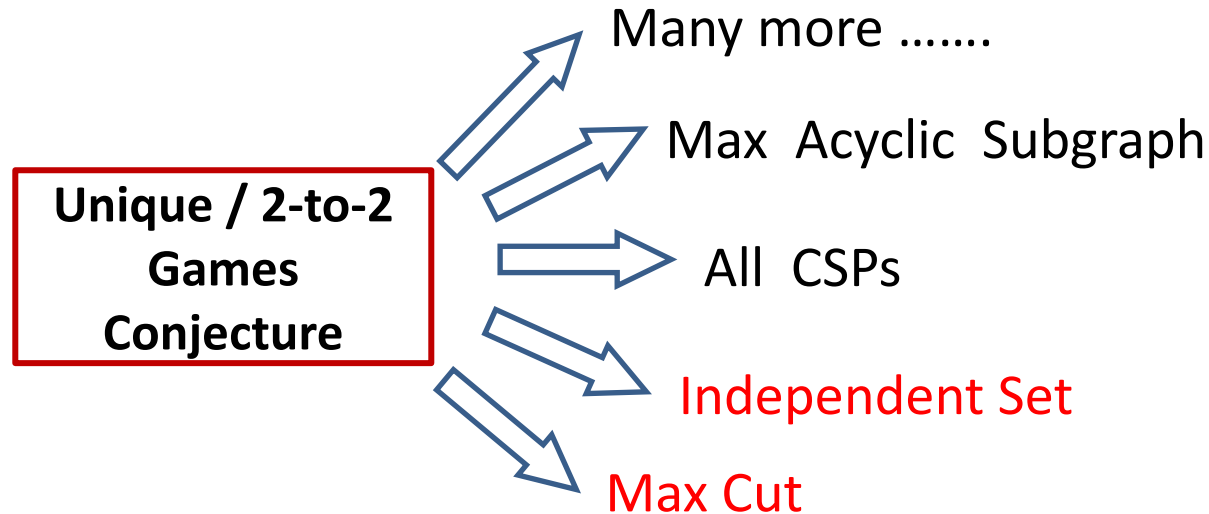 Many more .......
Max Acyclic Subgraph
Unique / 2-to-2
Games
Conjecture
All CSPs
Independent Set
Max Cut